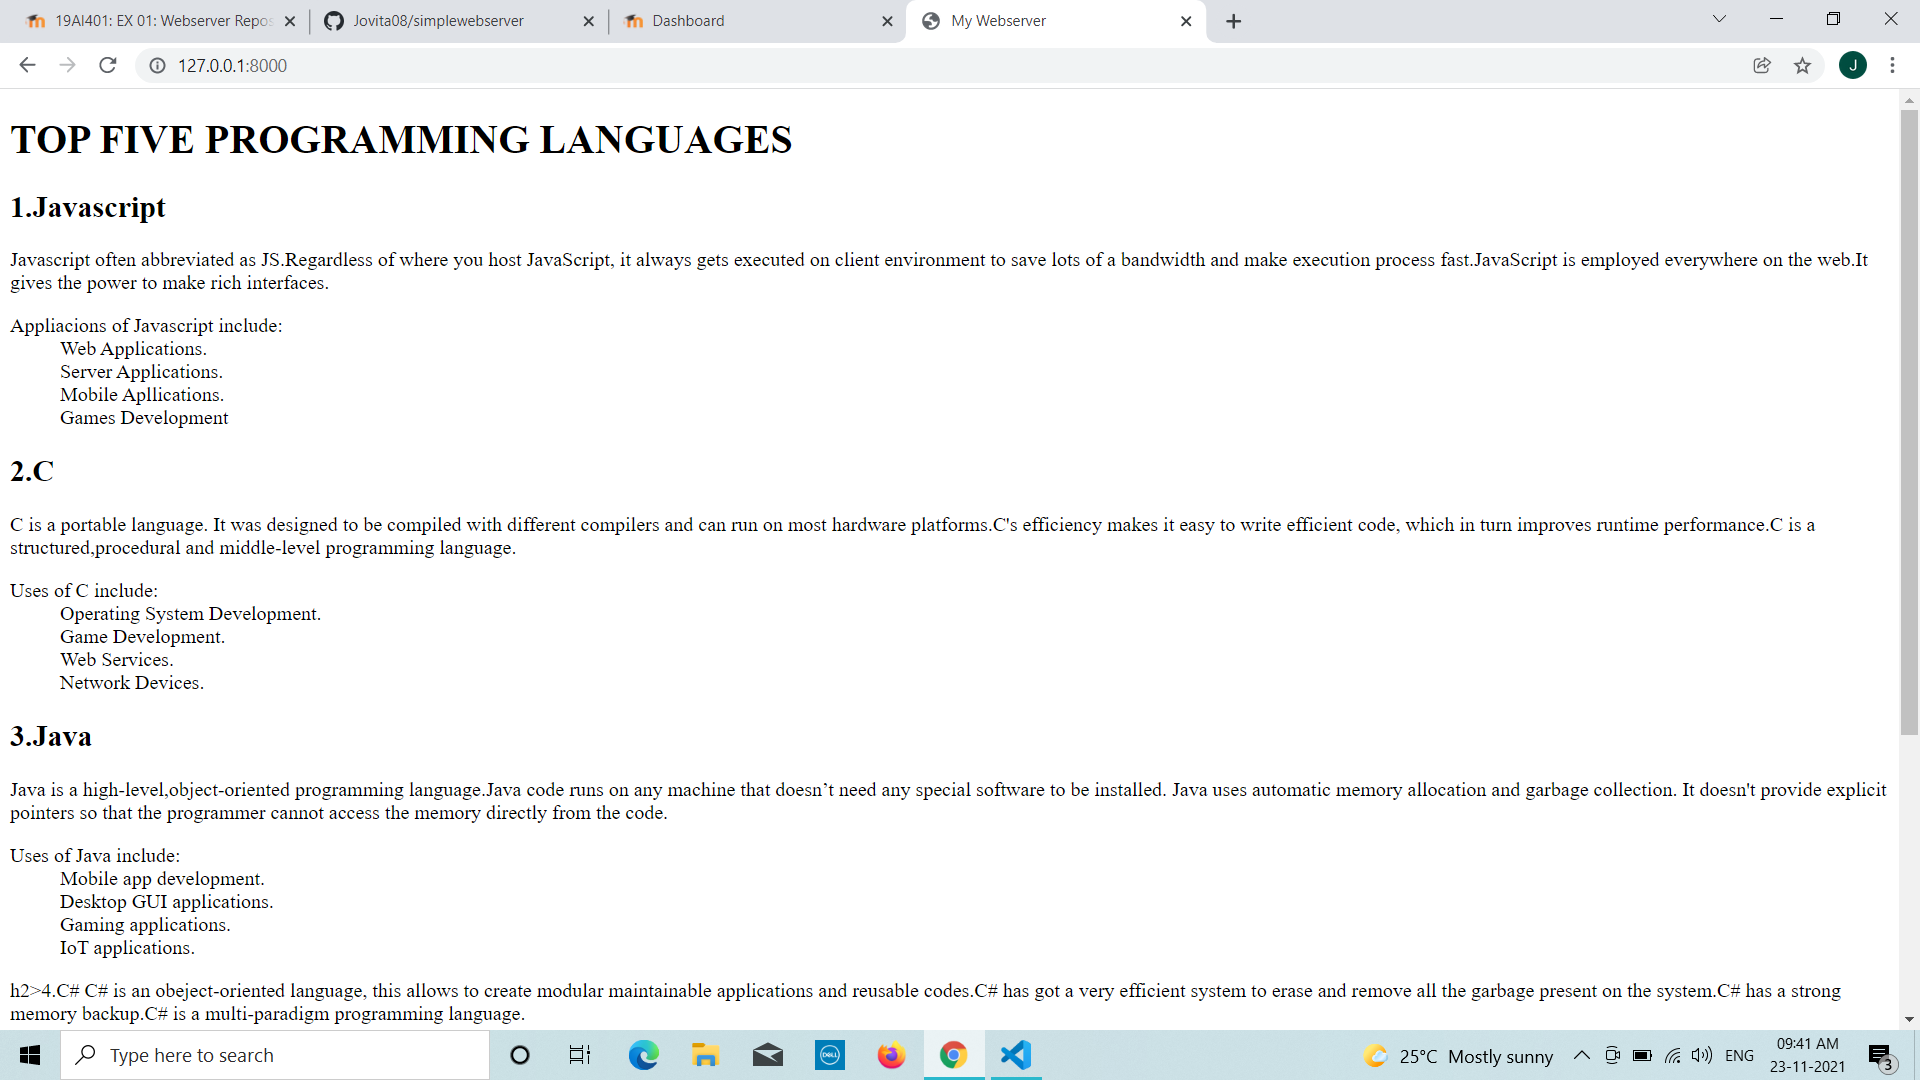 19AI401: EX 01: Webserver Repos
Jovita08/simplewebserver
Dashboard
My Webserver
127.0.0.1:8000
J
TOP FIVE PROGRAMMING LANGUAGES
1.Javascript
Javascript often abbreviated as JS.Regardless of where you host JavaScript, it always gets executed on client environment to save lots of a bandwidth and make execution process fast.JavaScript is employed everywhere on the web.It
gives the power to make rich interfaces.
Appliacions of Javascript include:
Web Applications.
Server Applications.
Mobile Apllications.
Games Development
2.C
C is a portable language. It was designed to be compiled with different compilers and can run on most hardware platforms.C's efficiency makes it easy to write efficient code, which in turn improves runtime performance.C is a
structured,procedural and middle-level programming language.
Uses of C include:
Operating System Development.
Game Development.
Web Services.
Network Devices.
3.Java
Java is a high-level,object-oriented programming language.Java code runs on any machine that doesn’t need any special software to be installed. Java uses automatic memory allocation and garbage collection. It doesn't provide explicit
pointers so that the programmer cannot access the memory directly from the code.
Uses of Java include:
Mobile app development.
Desktop GUI applications.
Gaming applications.
IoT applications.
h2>4.C# C# is an obeject-oriented language, this allows to create modular maintainable applications and reusable codes.C# has got a very efficient system to erase and remove all the garbage present on the system.C# has a strong
memory backup.C# is a multi-paradigm programming language.
Type here to search
DELL
25°C Mostly sunny
ENG
09:41 AM
23-11-2021
3